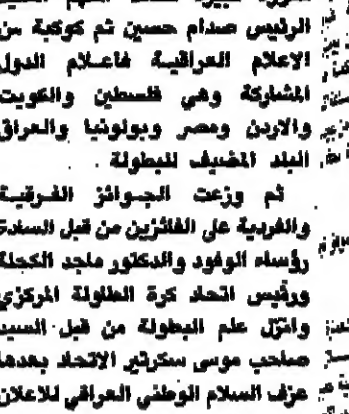 الرئيس صدام حسين ثم كوكبة من
الاعلام العراقية فأعلام الدول
المشاركة وهي فلسطين والكويت
والاردن ومصر وبولونيا والعراق
البلد المضيف للبطولة .
ثم وزعت الجوائز الفرقية
والفردية على الفائزين من قبل السادة
رؤساء الوفود والدكتور ماجد الكحلة
ورئيس اتحاد كرة الطاولة المركزي
وانزل علم البطولة من قبل السيد
صاحب موسى سكرتير الاتحاد بعدها
عزف السلام الوطني العراقي للاعلان